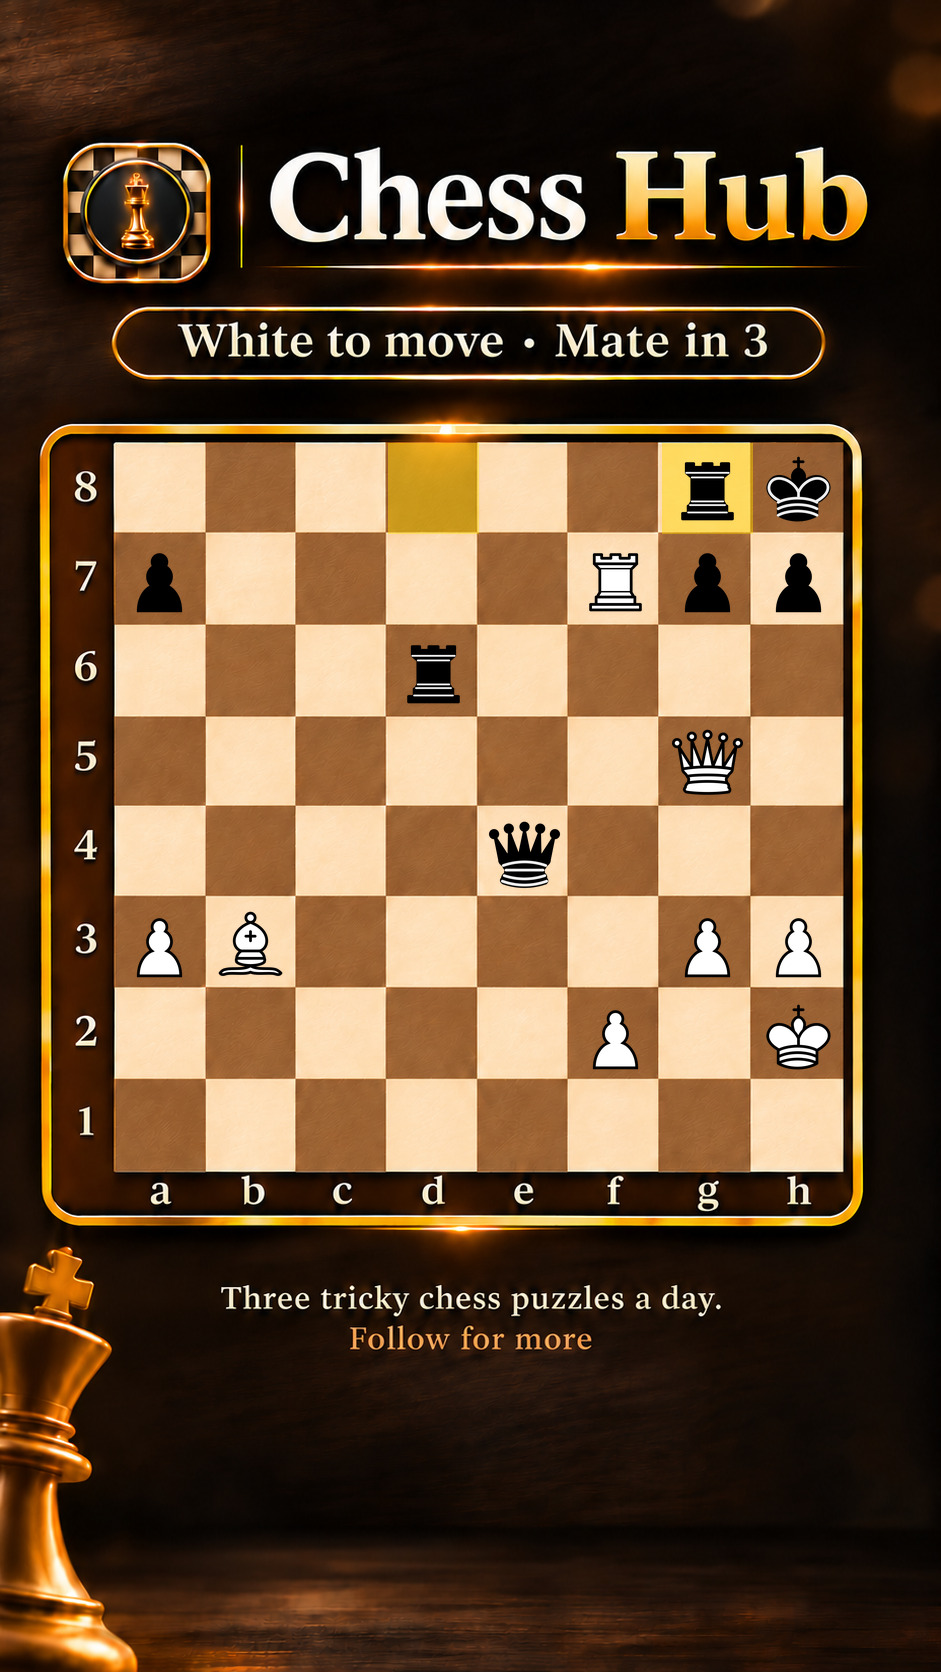 Chess Hub
White to move • Mate in 3
8
7
6
5
4
3
2
1
a b c d e f g h
Three tricky chess puzzles a day.
Follow for more